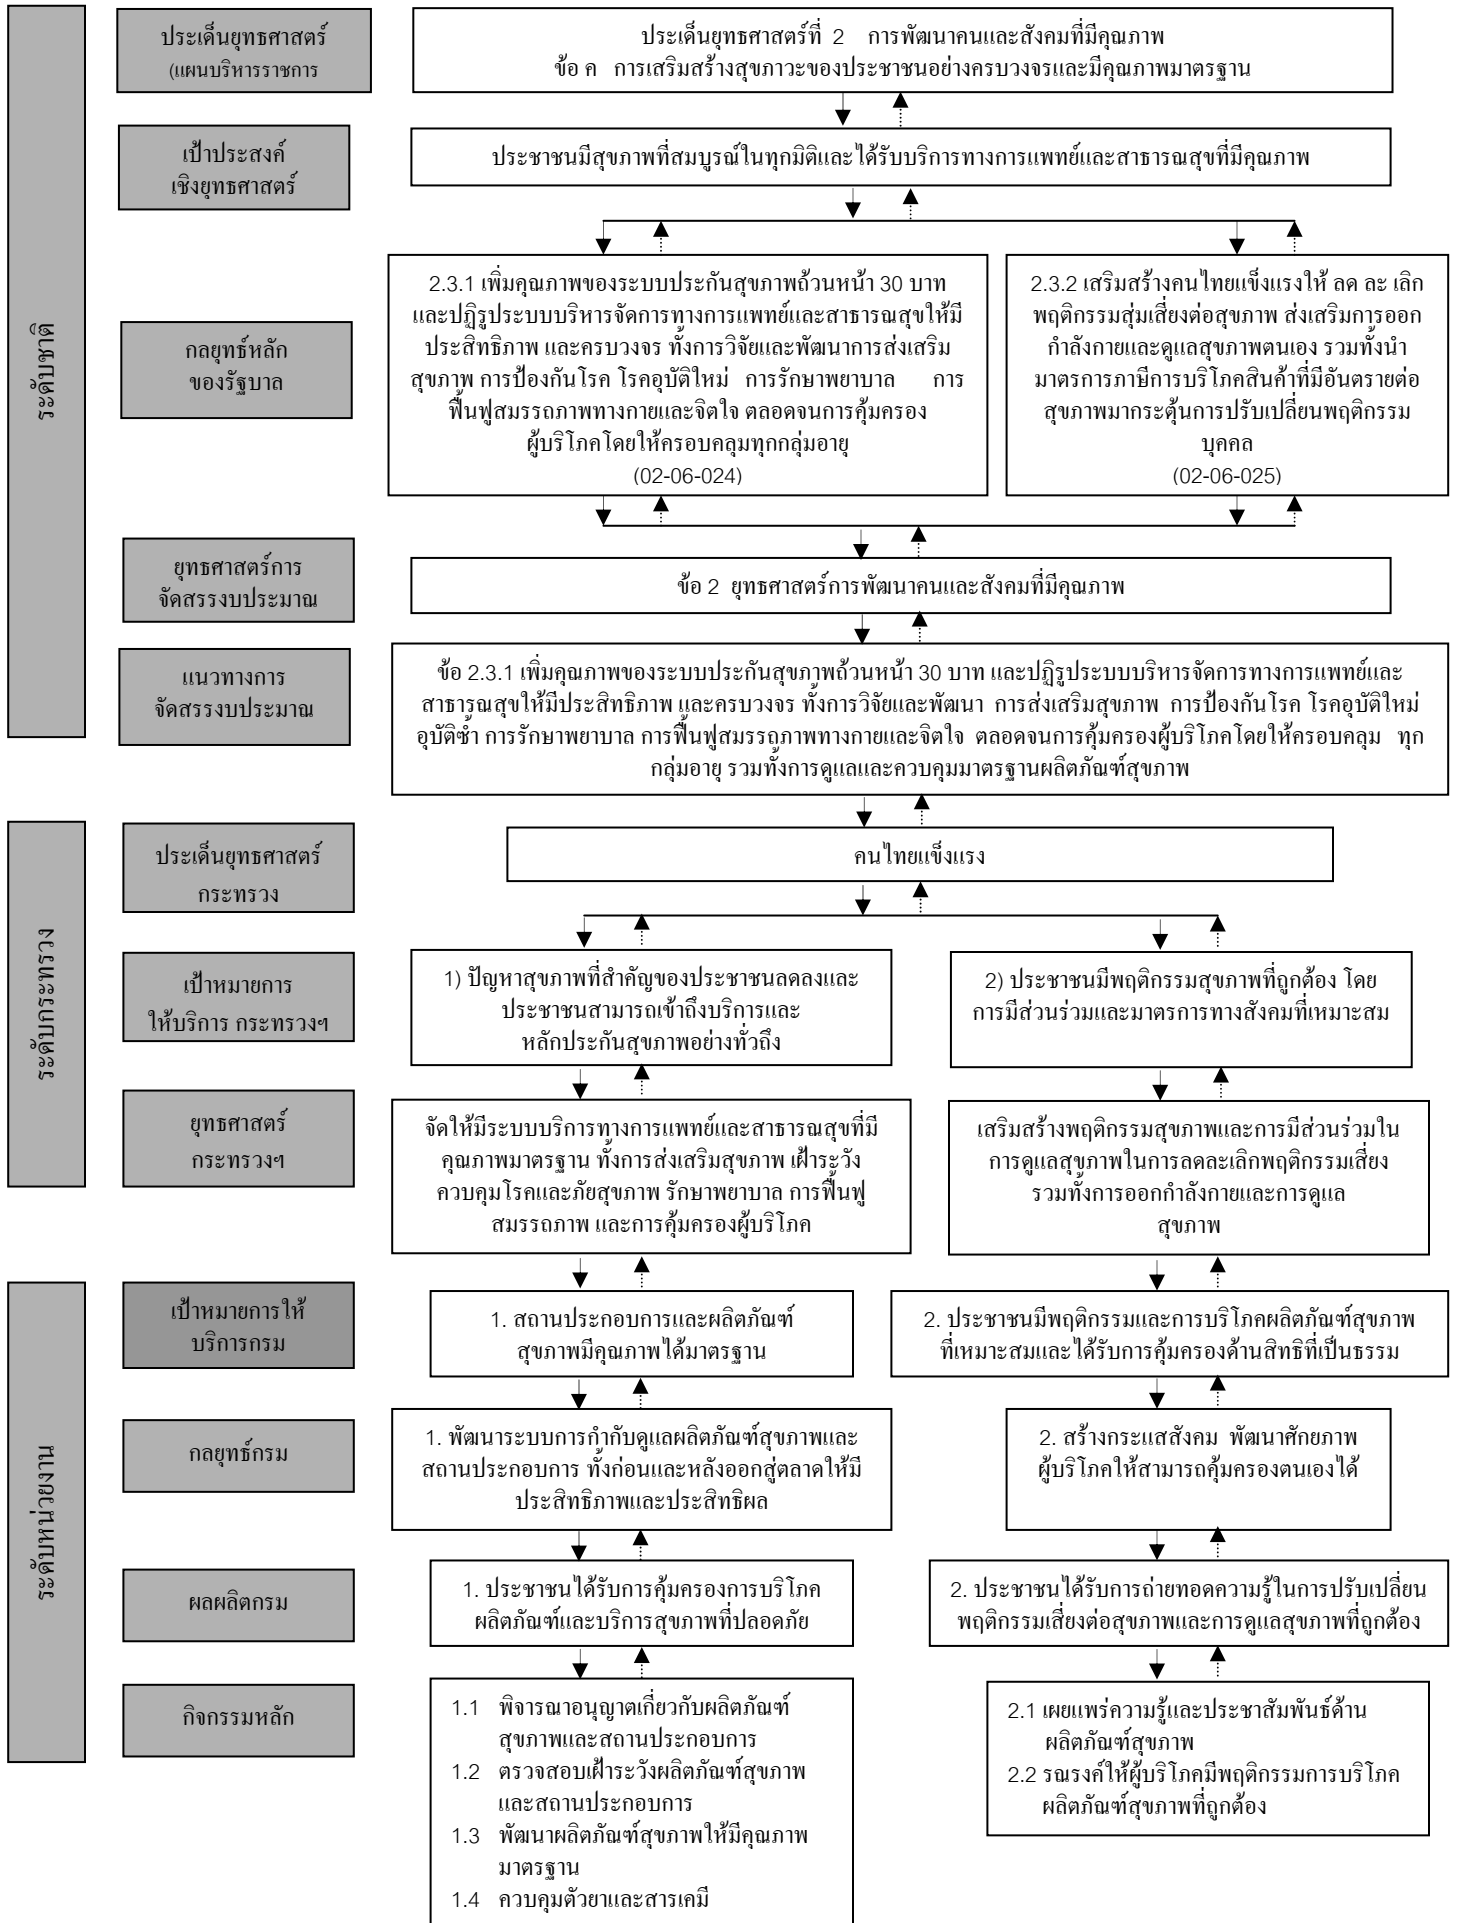 ระดับชาติ
ประเด็นยุทธศาสตร์
(แผนบริหารราชการ
ประเด็นยุทธศาสตร์ที่ 2 การพัฒนาคนและสังคมที่มีคุณภาพ
ข้อ ค การเสริมสร้างสุขภาวะของประชาชนอย่างครบวงจรและมีคุณภาพมาตรฐาน
เป้าประสงค์
เชิงยุทธศาสตร์
ประชาชนมีสุขภาพที่สมบูรณ์ในทุกมิติและได้รับบริการทางการแพทย์และสาธารณสุขที่มีคุณภาพ
กลยุทธ์หลัก
ของรัฐบาล
2.3.1 เพิ่มคุณภาพของระบบประกันสุขภาพถ้วนหน้า 30 บาท
และปฏิรูประบบบริหารจัดการทางการแพทย์และสาธารณสุขให้มี
ประสิทธิภาพ และครบวงจร ทั้งการวิจัยและพัฒนาการส่งเสริม
สุขภาพ การป้องกันโรค โรคอุบัติใหม่ การรักษาพยาบาล การ
ฟื้นฟูสมรรถภาพทางกายและจิตใจ ตลอดจนการคุ้มครอง
ผู้บริโภคโดยให้ครอบคลุมทุกกลุ่มอายุ
(02-06-024)
2.3.2 เสริมสร้างคนไทยแข็งแรงให้ ลด ละ เลิก
พฤติกรรมสุ่มเสี่ยงต่อสุขภาพ ส่งเสริมการออก
กำลังกายและดูแลสุขภาพตนเอง รวมทั้งนำ
มาตรการภาษีการบริโภคสินค้าที่มีอันตรายต่อ
สุขภาพมากระตุ้นการปรับเปลี่ยนพฤติกรรม
บุคคล
(02-06-025)
ยุทธศาสตร์การ
จัดสรรงบประมาณ
ข้อ 2 ยุทธศาสตร์การพัฒนาคนและสังคมที่มีคุณภาพ
แนวทางการ
จัดสรรงบประมาณ
ข้อ 2.3.1 เพิ่มคุณภาพของระบบประกันสุขภาพถ้วนหน้า 30 บาท และปฏิรูประบบบริหารจัดการทางการแพทย์และ
สาธารณสุขให้มีประสิทธิภาพ และครบวงจร ทั้งการวิจัยและพัฒนา การส่งเสริมสุขภาพ การป้องกันโรค โรคอุบัติใหม่
อุบัติซ้ำ การรักษาพยาบาล การฟื้นฟูสมรรถภาพทางกายและจิตใจ ตลอดจนการคุ้มครองผู้บริโภคโดยให้ครอบคลุม ทุก
กลุ่มอายุ รวมทั้งการดูแลและควบคุมมาตรฐานผลิตภัณฑ์สุขภาพ
ระดับกระทรวง
ประเด็นยุทธศาสตร์
กระทรวง
คนไทยแข็งแรง
เป้าหมายการ
ให้บริการ กระทรวงฯ
1) ปัญหาสุขภาพที่สำคัญของประชาชนลดลงและ
ประชาชนสามารถเข้าถึงบริการและ
หลักประกันสุขภาพอย่างทั่วถึง
2) ประชาชนมีพฤติกรรมสุขภาพที่ถูกต้อง โดย
การมีส่วนร่วมและมาตรการทางสังคมที่เหมาะสม
ยุทธศาสตร์
กระทรวงฯ
จัดให้มีระบบบริการทางการแพทย์และสาธารณสุขที่มี
คุณภาพมาตรฐาน ทั้งการส่งเสริมสุขภาพ เฝ้าระวัง
ควบคุมโรคและภัยสุขภาพ รักษาพยาบาล การฟื้นฟู
สมรรถภาพ และการคุ้มครองผู้บริโภค
เสริมสร้างพฤติกรรมสุขภาพและการมีส่วนร่วมใน
การดูแลสุขภาพในการลดละเลิกพฤติกรรมเสี่ยง
รวมทั้งการออกกำลังกายและการดูแล
สุขภาพ
ระดับหน่วยงาน
เป้าหมายการให้
บริการกรม
1. สถานประกอบการและผลิตภัณฑ์
สุขภาพมีคุณภาพได้มาตรฐาน
2. ประชาชนมีพฤติกรรมและการบริโภคผลิตภัณฑ์สุขภาพ
ที่เหมาะสมและได้รับการคุ้มครองด้านสิทธิที่เป็นธรรม
กลยุทธ์กรม
1. พัฒนาระบบการกำกับดูแลผลิตภัณฑ์สุขภาพและ
สถานประกอบการ ทั้งก่อนและหลังออกสู่ตลาดให้มี
ประสิทธิภาพและประสิทธิผล
2. สร้างกระแสสังคม พัฒนาศักยภาพ
ผู้บริโภคให้สามารถคุ้มครองตนเองได้
ผลผลิตกรม
1. ประชาชนได้รับการคุ้มครองการบริโภค
ผลิตภัณฑ์และบริการสุขภาพที่ปลอดภัย
2. ประชาชนได้รับการถ่ายทอดความรู้ในการปรับเปลี่ยน
พฤติกรรมเสี่ยงต่อสุขภาพและการดูแลสุขภาพที่ถูกต้อง
กิจกรรมหลัก
1.1 พิจารณาอนุญาตเกี่ยวกับผลิตภัณฑ์
สุขภาพและสถานประกอบการ
1.2 ตรวจสอบเฝ้าระวังผลิตภัณฑ์สุขภาพ
และสถานประกอบการ
1.3 พัฒนาผลิตภัณฑ์สุขภาพให้มีคุณภาพ
มาตรฐาน
1.4 ควบคุมตัวยาและสารเคมี
2.1 เผยแพร่ความรู้และประชาสัมพันธ์ด้าน
ผลิตภัณฑ์สุขภาพ
2.2 รณรงค์ให้ผู้บริโภคมีพฤติกรรมการบริโภค
ผลิตภัณฑ์สุขภาพที่ถูกต้อง